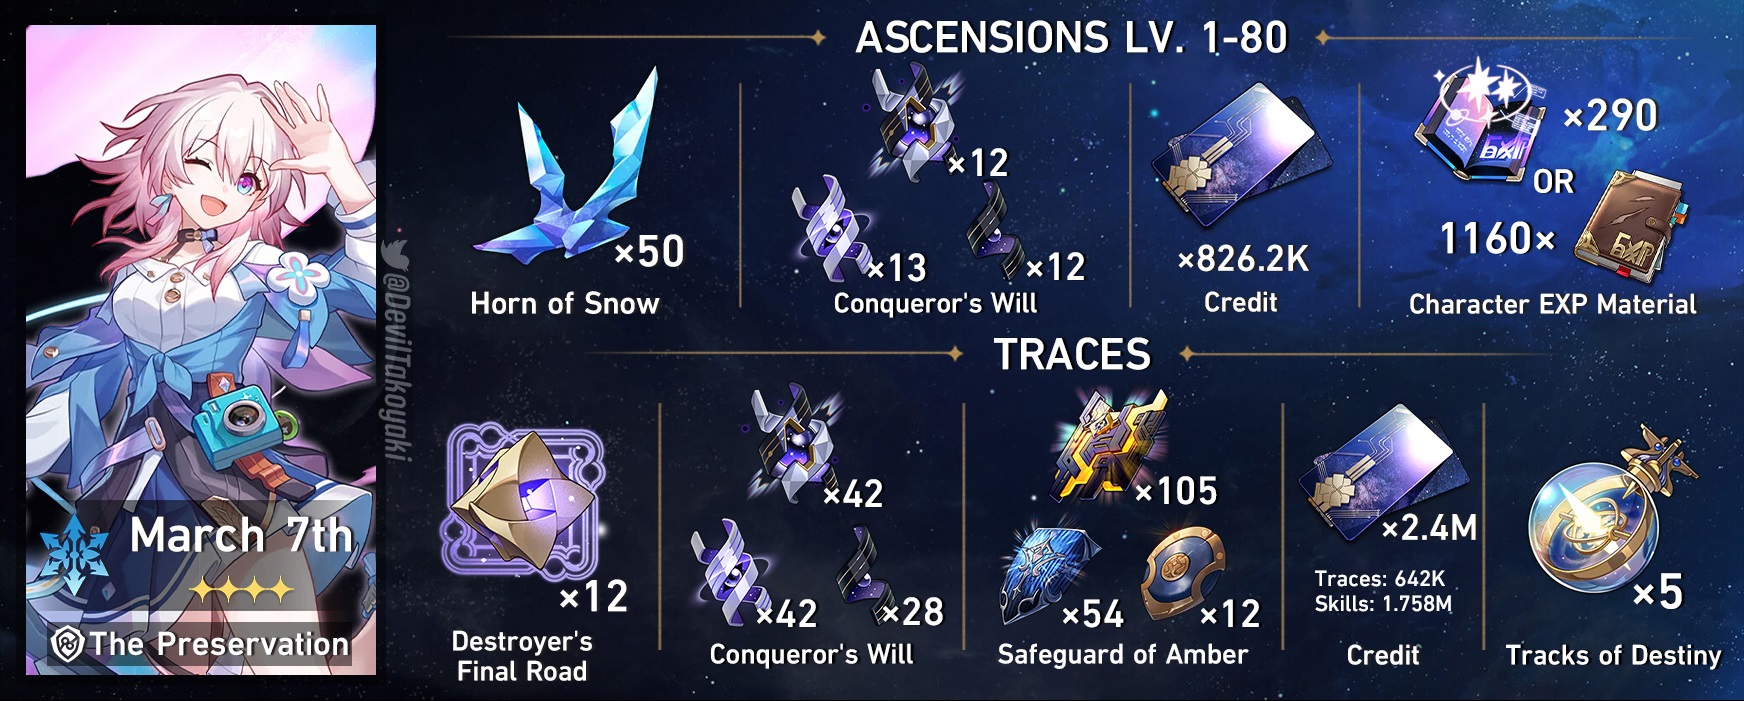 ASCENSIONS LV. 1-80
×50
Horn of Snow
×12
×13
×12
Conqueror's Will
×826.2K
Credit
×290
OR
1160×
EXP
Character EXP Material
@DevilTakoyaki
TRACES
×12
Destroyer's
Final Road
×42
×42
×28
Conqueror's Will
×105
×54
×12
Safeguard of Amber
×2.4M
Traces: 642K
Skills: 1.758M
Credit
×5
Tracks of Destiny
March 7th
The Preservation